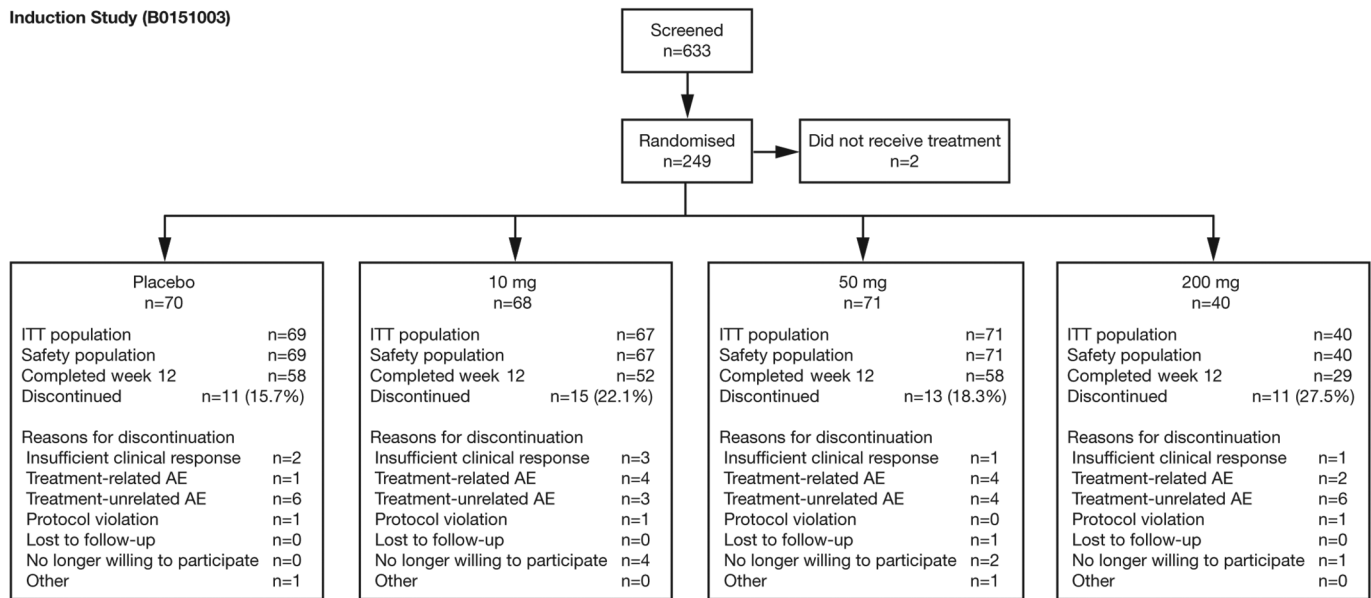 Induction Study (B0151003)
Screened
n=633
Randomised
n=249
Did not receive treatment
n=2
Placebo
n=70
ITT population n=69
Safety population n=69
Completed week 12 n=58
Discontinued n=11 (15.7%)
Reasons for discontinuation
Insufficient clinical response n=2
Treatment-related AE n=1
Treatment-unrelated AE n=6
Protocol violation n=1
Lost to follow-up n=0
No longer willing to participate n=0
Other n=1
10 mg
n=68
ITT population n=67
Safety population n=67
Completed week 12 n=52
Discontinued n=15 (22.1%)
Reasons for discontinuation
Insufficient clinical response n=3
Treatment-related AE n=4
Treatment-unrelated AE n=3
Protocol violation n=1
Lost to follow-up n=0
No longer willing to participate n=4
Other n=0
50 mg
n=71
ITT population n=71
Safety population n=71
Completed week 12 n=58
Discontinued n=13 (18.3%)
Reasons for discontinuation
Insufficient clinical response n=1
Treatment-related AE n=4
Treatment-unrelated AE n=4
Protocol violation n=0
Lost to follow-up n=1
No longer willing to participate n=2
Other n=1
200 mg
n=40
ITT population n=40
Safety population n=40
Completed week 12 n=29
Discontinued n=11 (27.5%)
Reasons for discontinuation
Insufficient clinical response n=1
Treatment-related AE n=2
Treatment-unrelated AE n=6
Protocol violation n=1
Lost to follow-up n=0
No longer willing to participate n=1
Other n=0